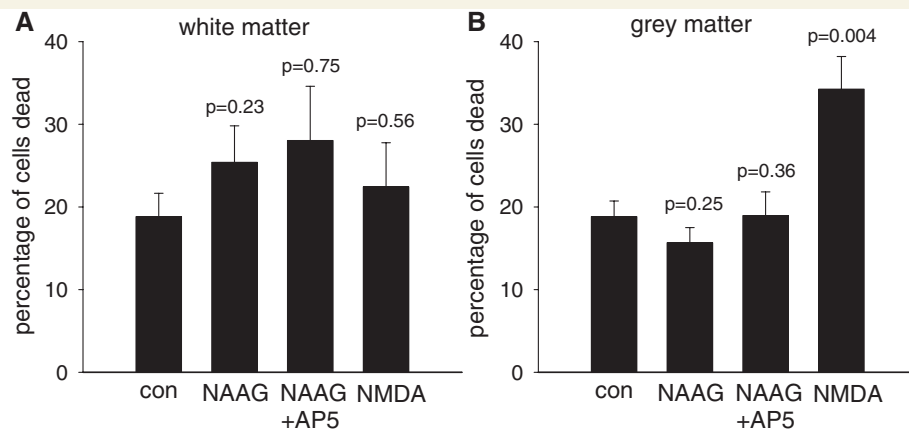 A
white matter
percentage of cells dead
40
30
20
10
0
p=0.23
p=0.75
p=0.56
con
NAAG
NAAG
+AP5
NMDA
B
grey matter
percentage of cells dead
40
30
20
10
0
p=0.25
p=0.36
p=0.004
con
NAAG
NAAG
+AP5
NMDA